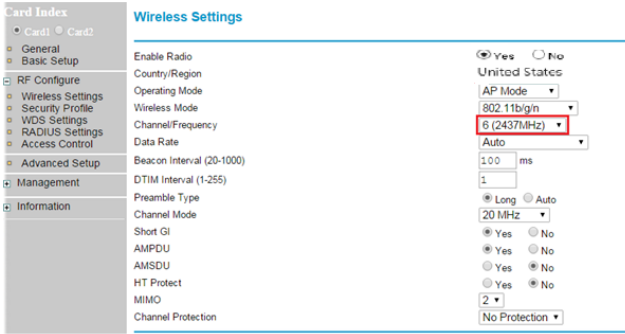 Card Index
Card1 Card2
General
Basic Setup
RF Configure
Wireless Settings
Security Profile
WDS Settings
RADIUS Settings
Access Control
Advanced Setup
Management
Information
Wireless Settings
Enable Radio Yes No
Country/Region United States
Operating Mode AP Mode
Wireless Mode 802.11b/g/n
Channel/Frequency 6 (2437MHz)
Data Rate Auto
Beacon Interval (20-1000) 100 ms
DTIM Interval (1-255) 1
Preamble Type Long Auto
Channel Mode 20 MHz
Short GI Yes No
AMPDU Yes No
AMSDU Yes No
HT Protect Yes No
MIMO 2
Channel Protection No Protection